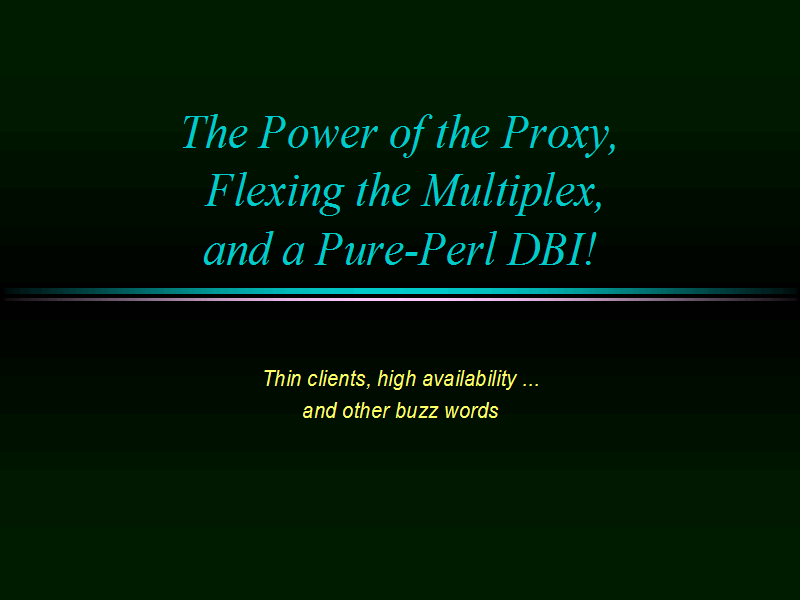 The Power of the Proxy,
Flexing the Multiplex,
and a Pure-Perl DBI!
Thin clients, high availability ...
and other buzz words